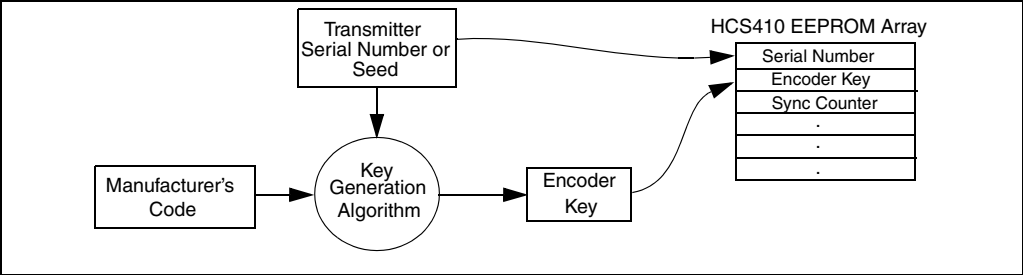 Transmitter
Serial Number or
Seed
HCS410 EEPROM Array
Serial Number
Encoder Key
Sync Counter
.
.
.
Manufacturer's
Code
Key
Generation
Algorithm
Encoder
Key